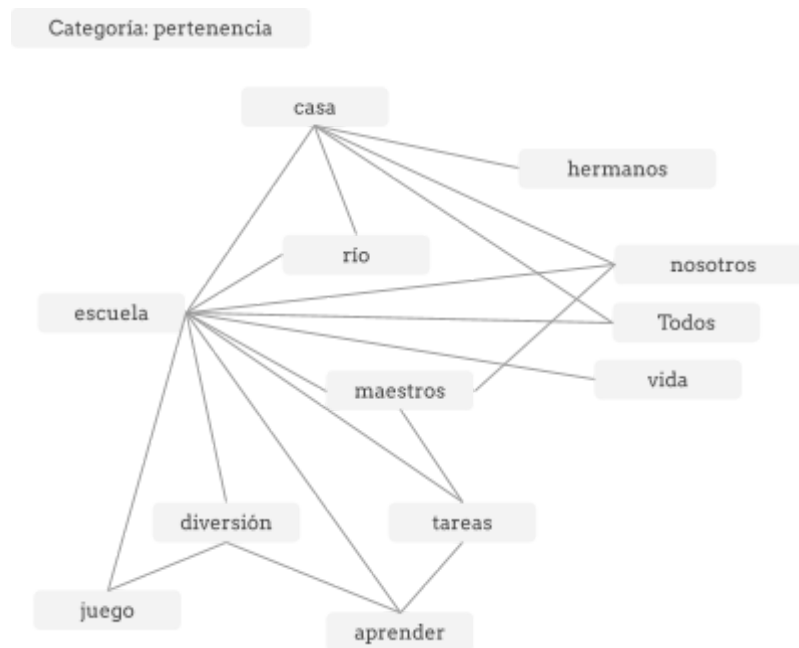 Categoría: pertenencia
casa
hermanos
río
nosotros
escuela
Todos
vida
maestros
diversión
tareas
juego
aprender